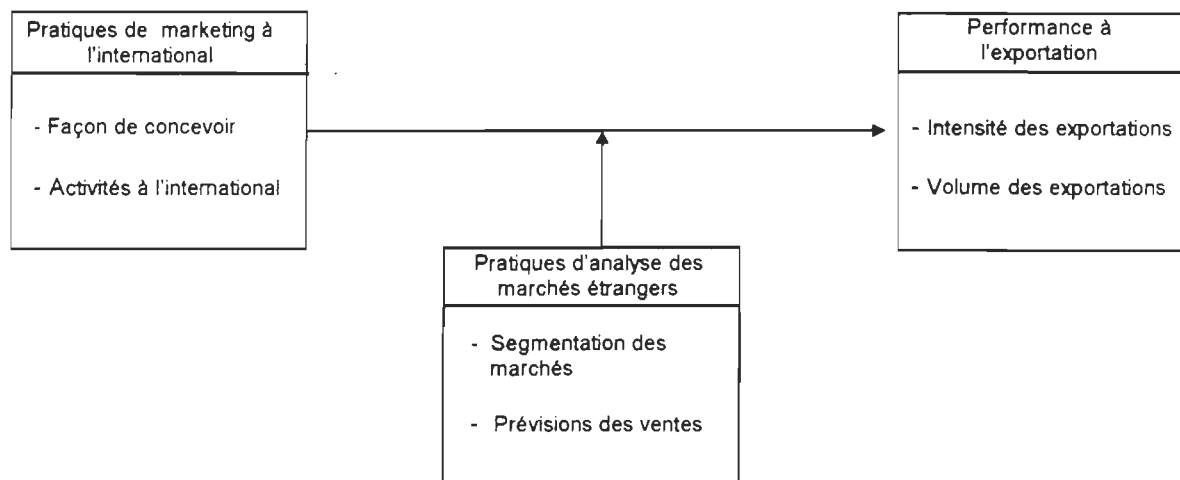 Pratiques de marketing à
l'international
- Façon de concevoir
- Activités à l'international
Performance à
l'exportation
- Intensité des exportations
- Volume des exportations
Pratiques d'analyse des
marchés étrangers
- Segmentation des
marchés
- Prévisions des ventes